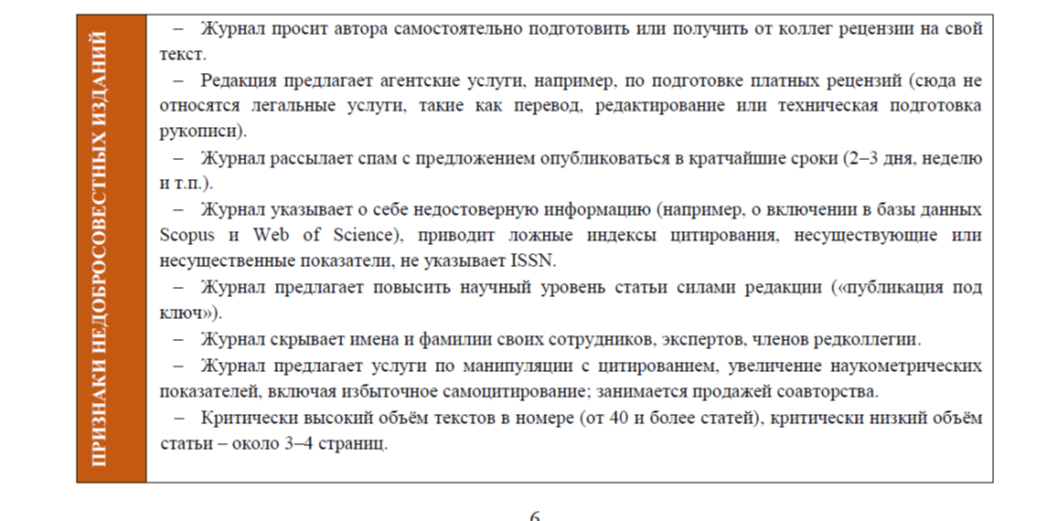 ПРИЗНАКИ НЕДОБРОСОВЕСТНЫХ ИЗДАНИЙ
– Журнал просит автора самостоятельно подготовить или получить от коллег рецензии на свой
текст.
– Редакция предлагает агентские услуги, например, по подготовке платных рецензий (сюда не
относятся легальные услуги, такие как перевод, редактирование или техническая подготовка
рукописи).
– Журнал рассылает спам с предложением опубликоваться в кратчайшие сроки (2–3 дня, неделю
и т.п.).
– Журнал указывает о себе недостоверную информацию (например, о включении в базы данных
Scopus и Web of Science), приводит ложные индексы цитирования, несуществующие или
несущественные показатели, не указывает ISSN.
– Журнал предлагает повысить научный уровень статьи силами редакции («публикация под
ключ»).
– Журнал скрывает имена и фамилии своих сотрудников, экспертов, членов редколлегии.
– Журнал предлагает услуги по манипуляции с цитированием, увеличение наукометрических
показателей, включая избыточное самоцитирование; занимается продажей соавторства.
– Критически высокий объём текстов в номере (от 40 и более статей), критически низкий объём
статьи – около 3–4 страниц.
6